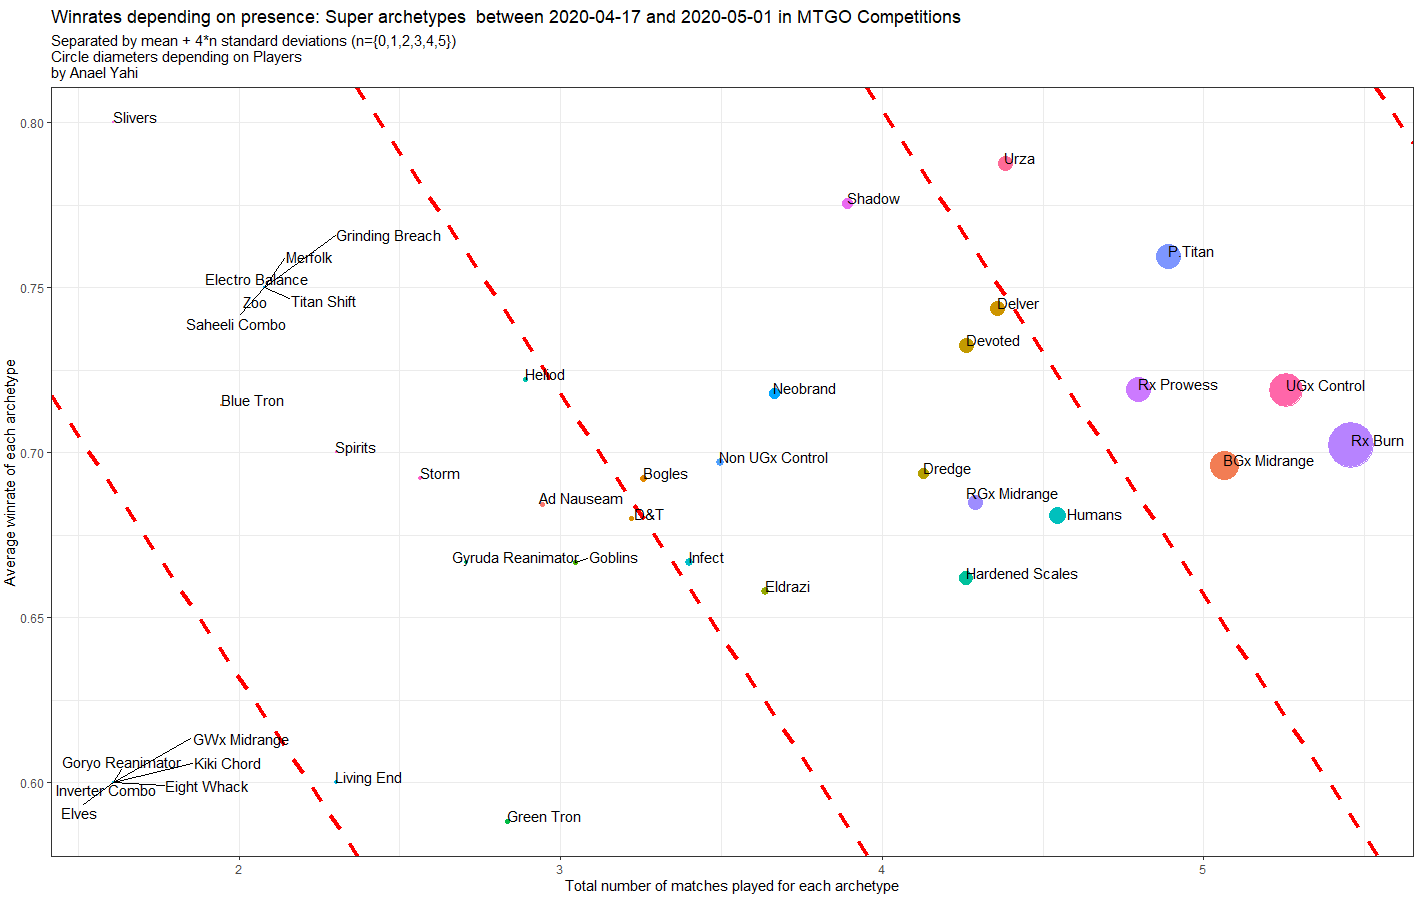 Winrates depending on presence: Super archetypes  between 2020-04-17 and 2020-05-01 in MTGO Competitions
Separated by mean + 4*n standard deviations (n={0,1,2,3,4,5})
Circle diameters depending on Players
by Anael Yahi
Average winrate of each archetype
0.80
0.75
0.70
0.65
0.60
Slivers
Urza
Shadow
Grinding Breach
P.Titan
Merfolk
Electro Balance
Titan Shift
Zoo
Delver
Saheeli Combo
Devoted
Heliod
Rx Prowess
UGx Control
Neobrand
Blue Tron
Rx Burn
Spirits
Non UGx Control
BGx Midrange
Storm
Bogles
Dredge
Ad Nauseam
RGx Midrange
D&T
Humans
Gyruda Reanimator
Goblins
Infect
Hardened Scales
Eldrazi
GWx Midrange
Goryo Reanimator
Kiki Chord
Living End
Inverter Combo
Eight Whack
Elves
Green Tron
2
3
4
5
Total number of matches played for each archetype